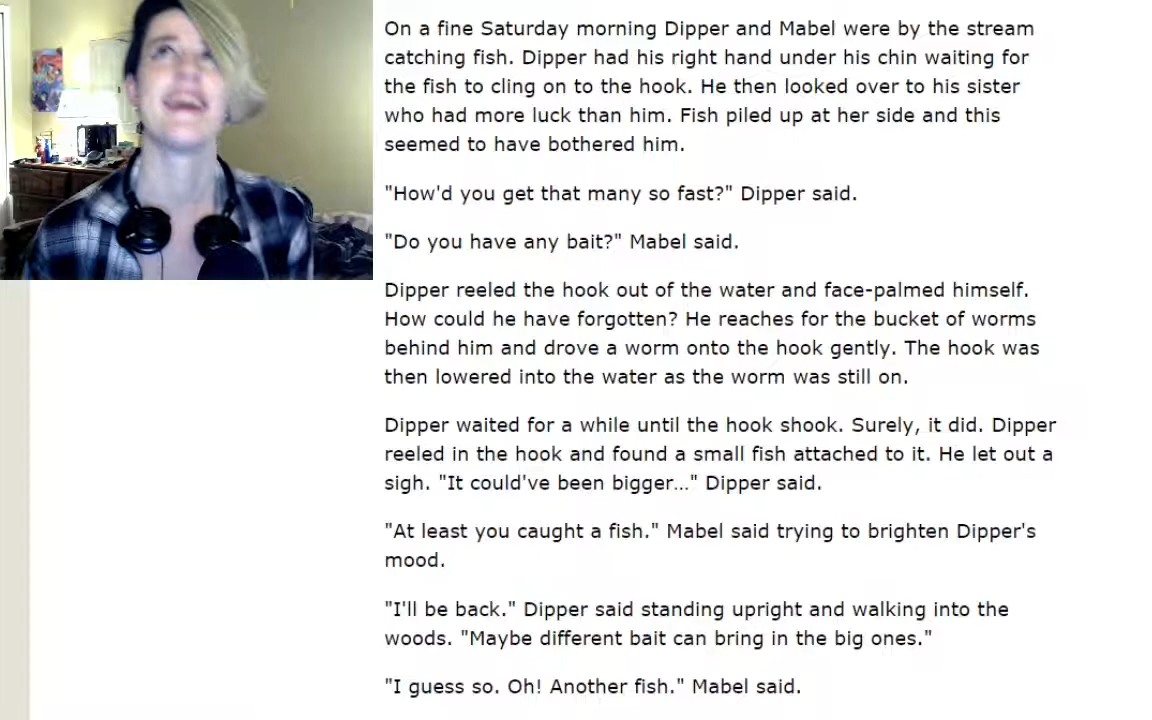 On a fine Saturday morning Dipper and Mabel were by the stream
catching fish. Dipper had his right hand under his chin waiting for
the fish to cling on to the hook. He then looked over to his sister
who had more luck than him. Fish piled up at her side and this
seemed to have bothered him.
"How'd you get that many so fast?" Dipper said.
"Do you have any bait?" Mabel said.
Dipper reeled the hook out of the water and face-palmed himself.
How could he have forgotten? He reaches for the bucket of worms
behind him and drove a worm onto the hook gently. The hook was
then lowered into the water as the worm was still on.
Dipper waited for a while until the hook shook. Surely, it did. Dipper
reeled in the hook and found a small fish attached to it. He let out a
sigh. "It could've been bigger…" Dipper said.
"At least you caught a fish." Mabel said trying to brighten Dipper's
mood.
"I'll be back." Dipper said standing upright and walking into the
woods. "Maybe different bait can bring in the big ones."
"I guess so. Oh! Another fish." Mabel said.